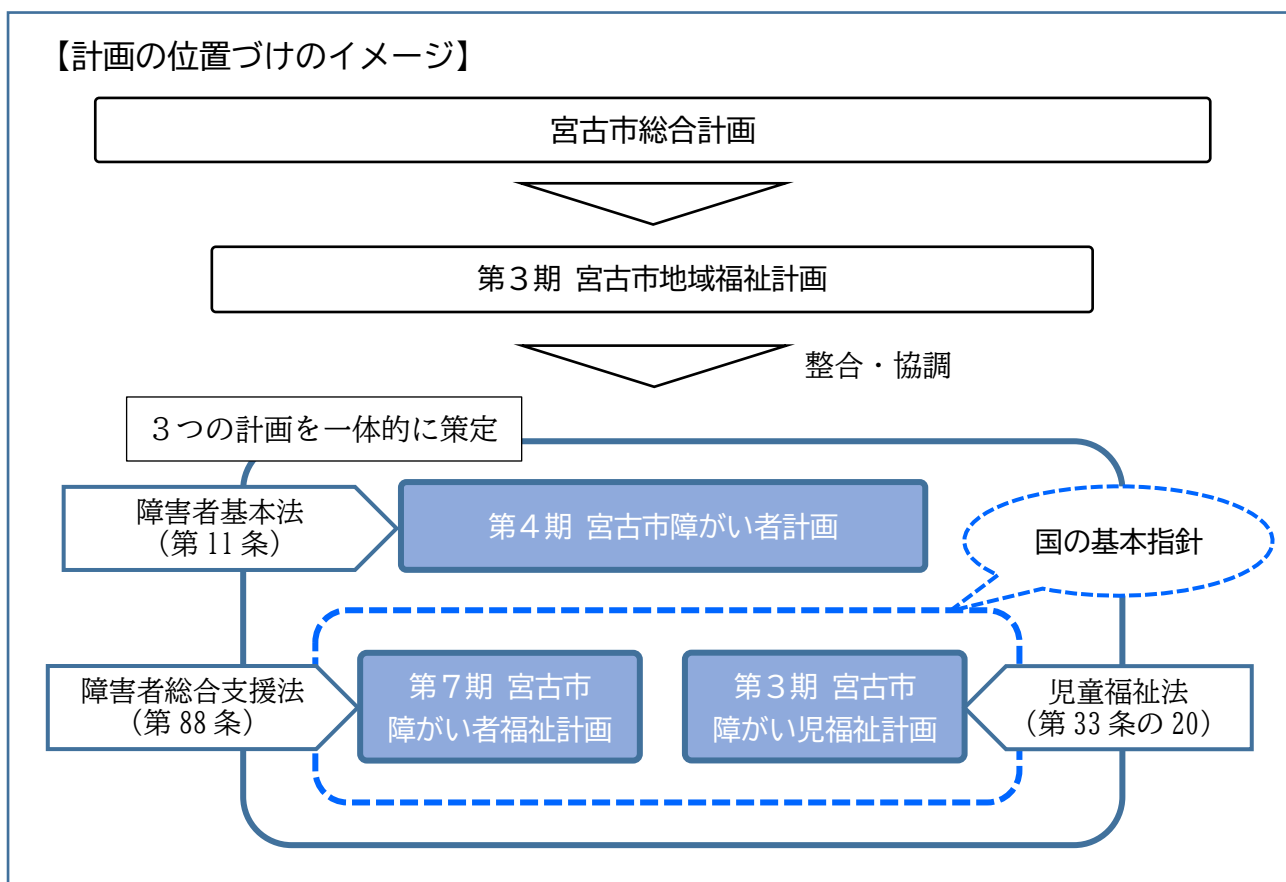 【計画の位置づけのイメージ】
宮古市総合計画
第３期 宮古市地域福祉計画
整合・協調
３つの計画を一体的に策定
障害者基本法
（第 11 条）
第４期 宮古市障がい者計画
国の基本指針
障害者総合支援法
（第 88 条）
第７期 宮古市
障がい者福祉計画
第３期 宮古市
障がい児福祉計画
児童福祉法
（第 33 条の 20）